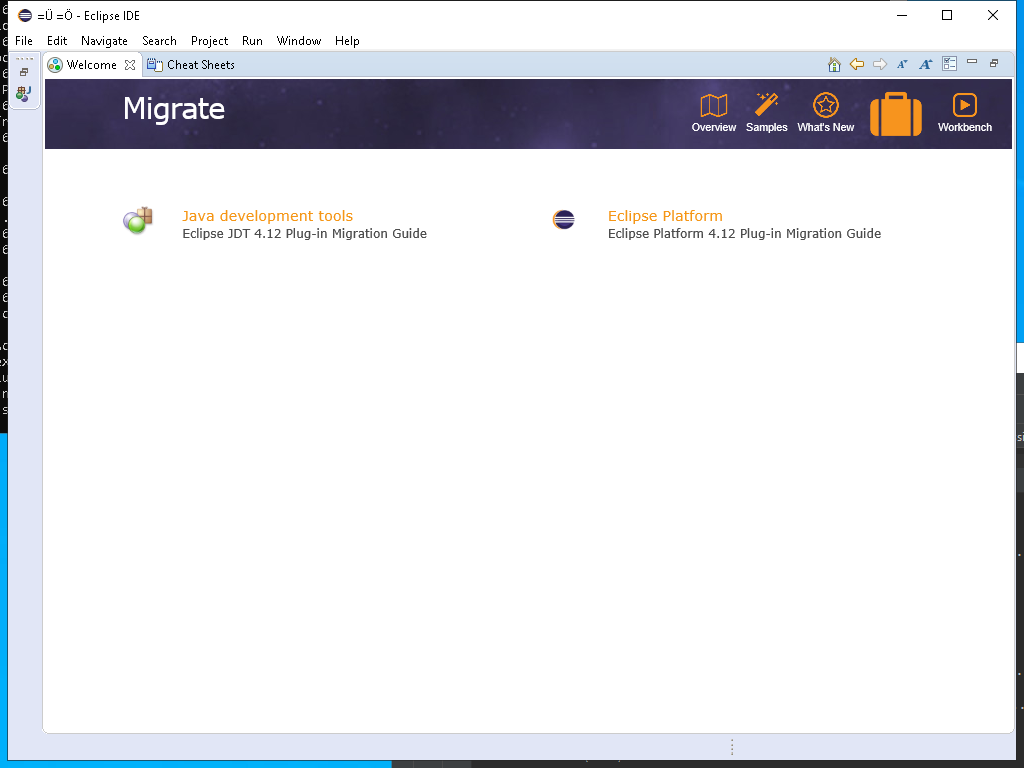 =Ü =Ö - Eclipse IDE
File Edit Navigate Search Project Run Window Help
Welcome Cheat Sheets
Migrate
Overview Samples What's New Workbench
Java development tools
Eclipse JDT 4.12 Plug-in Migration Guide
Eclipse Platform
Eclipse Platform 4.12 Plug-in Migration Guide